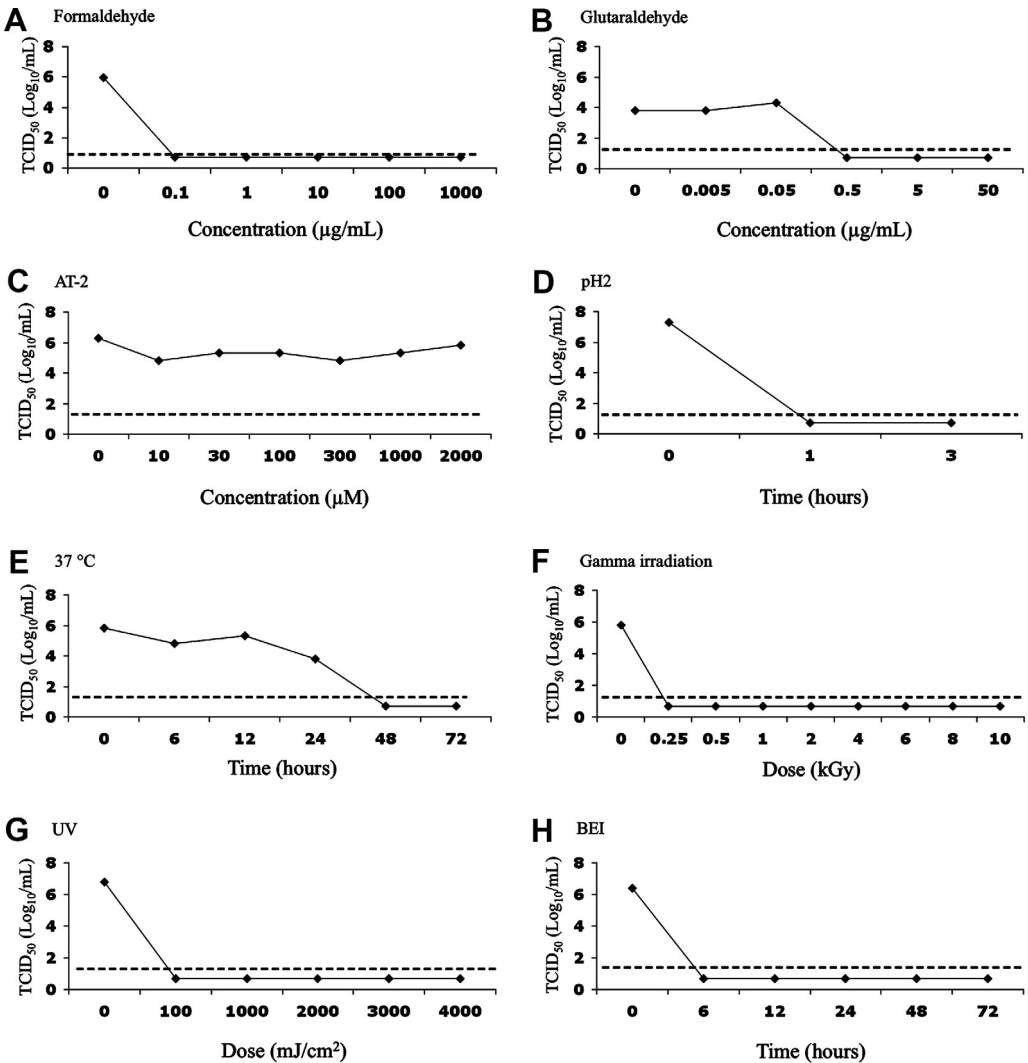 A Formaldehyde
TCID50 (Log10/mL)
8
6
4
2
0
0 0.1 1 10 100 1000
Concentration (µg/mL)
B Glutaraldehyde
TCID50 (Log10/mL)
8
6
4
2
0
0 0.005 0.05 0.5 5 50
Concentration (µg/mL)
C AT-2
TCID50 (Log10/mL)
8
6
4
2
0
0 10 30 100 300 1000 2000
Concentration (µM)
D pH2
TCID50 (Log10/mL)
8
6
4
2
0
0 1 3
Time (hours)
E 37 °C
TCID50 (Log10/mL)
8
6
4
2
0
0 6 12 24 48 72
Time (hours)
F Gamma irradiation
TCID50 (Log10/mL)
8
6
4
2
0
0 0.25 0.5 1 2 4 6 8 10
Dose (kGy)
G UV
TCID50 (Log10/mL)
8
6
4
2
0
0 100 1000 2000 3000 4000
Dose (mJ/cm²)
H BEI
TCID50 (Log10/mL)
8
6
4
2
0
0 6 12 24 48 72
Time (hours)